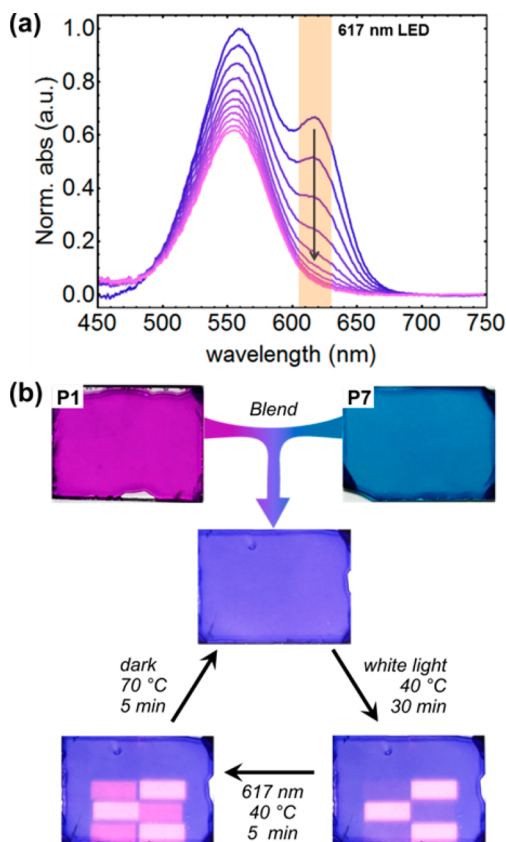 (a)
617 nm LED
Norm. abs (a.u.)
1.0
0.8
0.6
0.4
0.2
0.0
450 500 550 600 650 700 750
wavelength (nm)
(b)
P1
Blend
P7
dark
70 °C
5 min
white light
40 °C
30 min
617 nm
40 °C
5 min